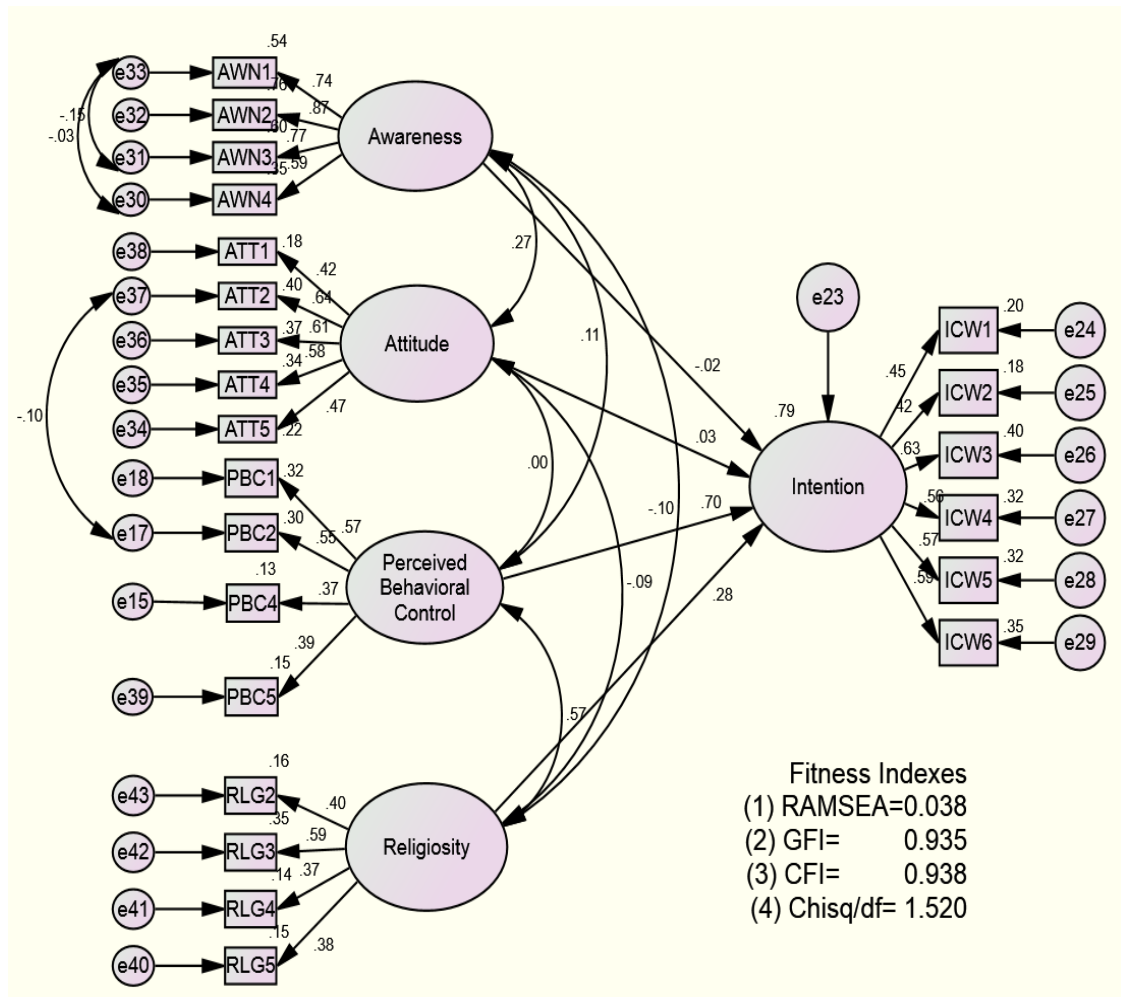 .54
e33 AWN1 .74
.76
e32 AWN2 .87
-.15
-.03
.60
e31 AWN3 .77
.35 .59
e30 AWN4
Awareness
e38 ATT1 .18
.42
e37 ATT2 .40
.64
e36 ATT3 .37 .61
.34 .58
e35 ATT4
.47
e34 ATT5 .22
Attitude
-.10
e18 PBC1 .32
.57
e17 PBC2 .30
.55
.13
e15 PBC4 .37
.39
.15
e39 PBC5
Perceived
Behavioral
Control
.16
e43 RLG2 .40
.35
e42 RLG3 .59
.14 .37
e41 RLG4
.15
.38
e40 RLG5
Religiosity
.27
.11
-.02
.03
.00
-.10
.70
-.09
.28
.57
e23
.79
Intention
.20
ICW1 e24
.45
.18
ICW2 e25
.42
.40
ICW3 e26
.63
.32
ICW4 e27
.57
.32
ICW5 e28
.59
.35
ICW6 e29
Fitness Indexes
(1) RAMSEA=0.038
(2) GFI= 0.935
(3) CFI= 0.938
(4) Chisq/df= 1.520